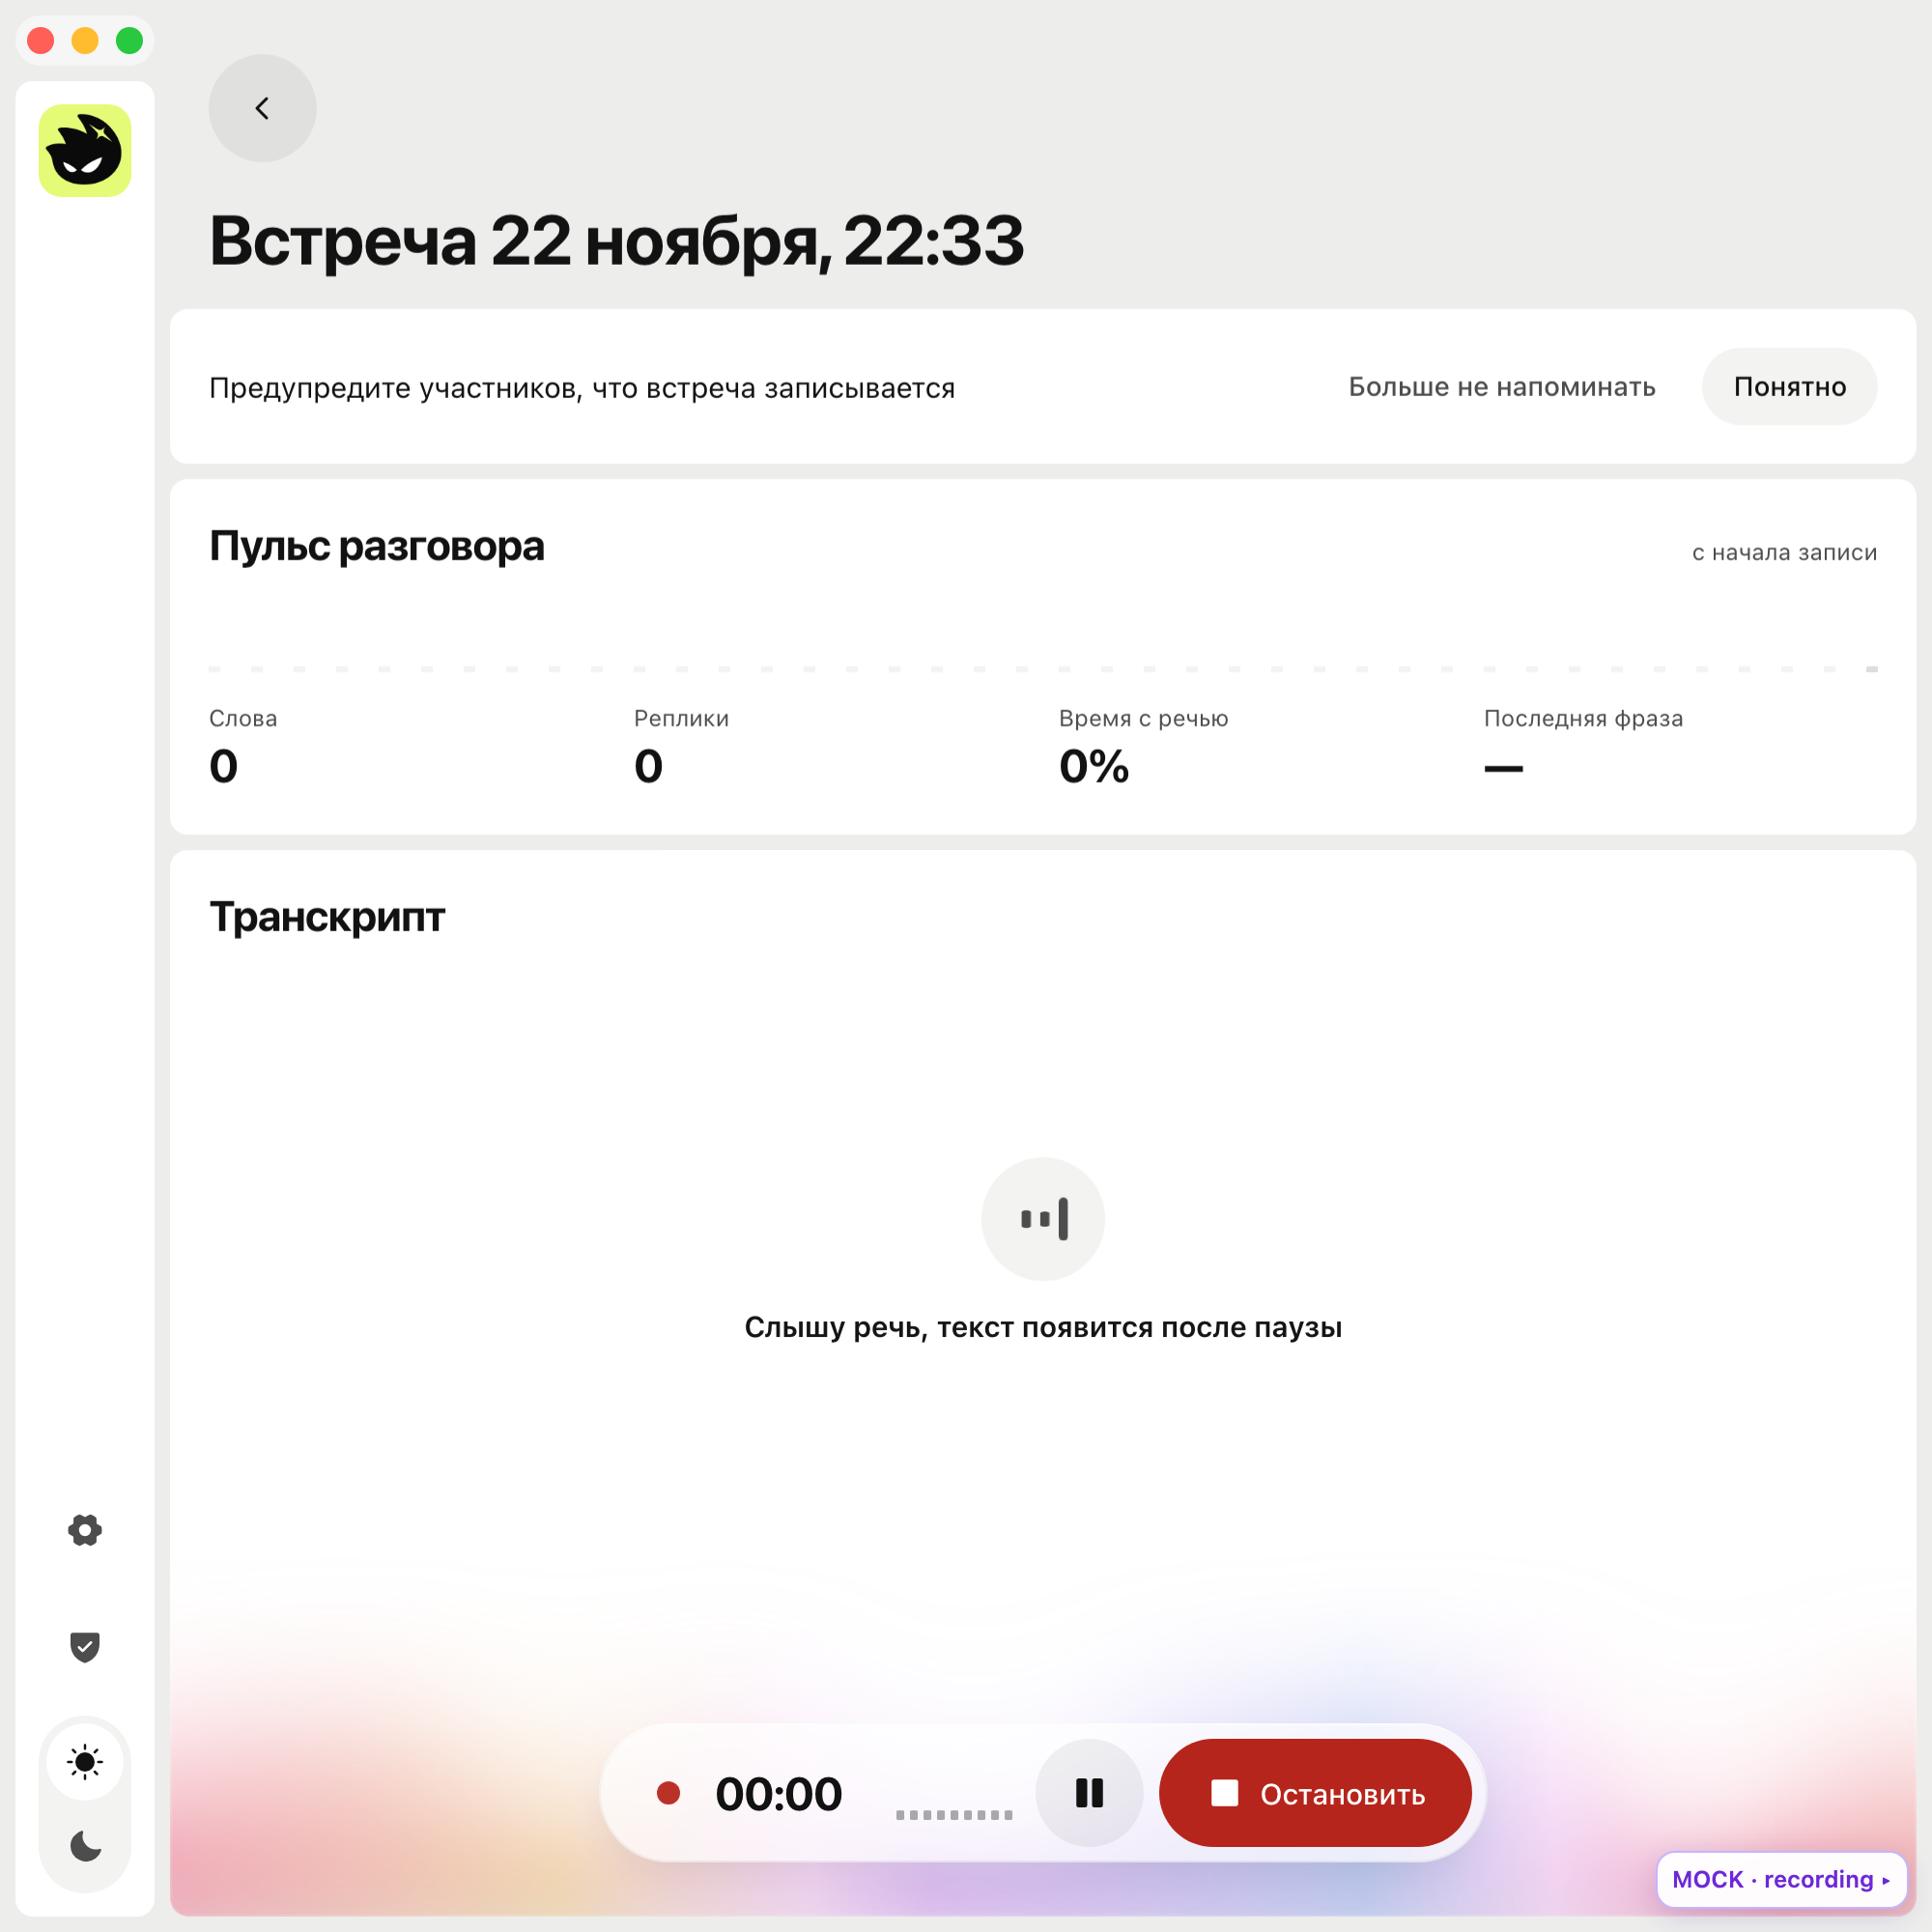 Встреча 22 ноября, 22:33
Предупредите участников, что встреча записывается
Больше не напоминать
Понятно
Пульс разговора
с начала записи
Слова
Реплики
Время с речью
Последняя фраза
0
0
0%
—
Транскрипт
Слышу речь, текст появится после паузы
00:00
Остановить
MOCK · recording ▸